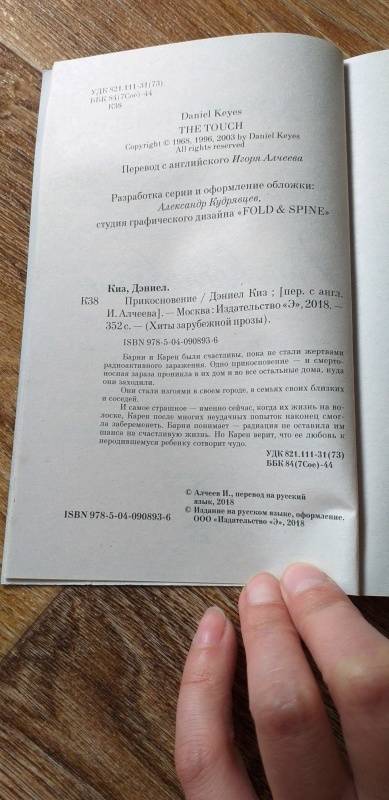 УДК 821.111-31(73)
ББК 84(7Сое)-44
К38
Daniel Keyes
THE TOUCH
Copyright © 1968, 1996, 2003 by Daniel Keyes
All rights reserved
Перевод с английского Игоря Алчеева
Разработка серии и оформление обложки:
Александр Кудрявцев,
студия графического дизайна «FOLD & SPINE»
Киз, Дэниел.
К38 Прикосновение / Дэниел Киз ; [пер. с англ.
И. Алчеева]. — Москва : Издательство «Э», 2018. —
352 с. — (Хиты зарубежной прозы).
ISBN 978-5-04-090893-6
Барни и Карен были счастливы, пока не стали жертвами
радиоактивного заражения. Одно прикосновение — и смерто-
носная зараза проникла в их дом и во все остальные дома, куда
они заходили.
Они стали изгоями в своем городе, в семьях своих близких
и соседей.
И самое страшное — именно сейчас, когда их жизнь на во-
лоске, Карен после многих неудачных попыток наконец смог-
ла забеременеть. Барни понимает — радиация не оставила им
шанса на счастливую жизнь. Но Карен верит, что ее любовь к
неродившемуся ребенку сотворит чудо.
УДК 821.111-31(73)
ББК 84(7Сое)-44
© Алчеев И., перевод на русский
язык, 2018
© Издание на русском языке, оформление.
ООО «Издательство «Э», 2018
ISBN 978-5-04-090893-6